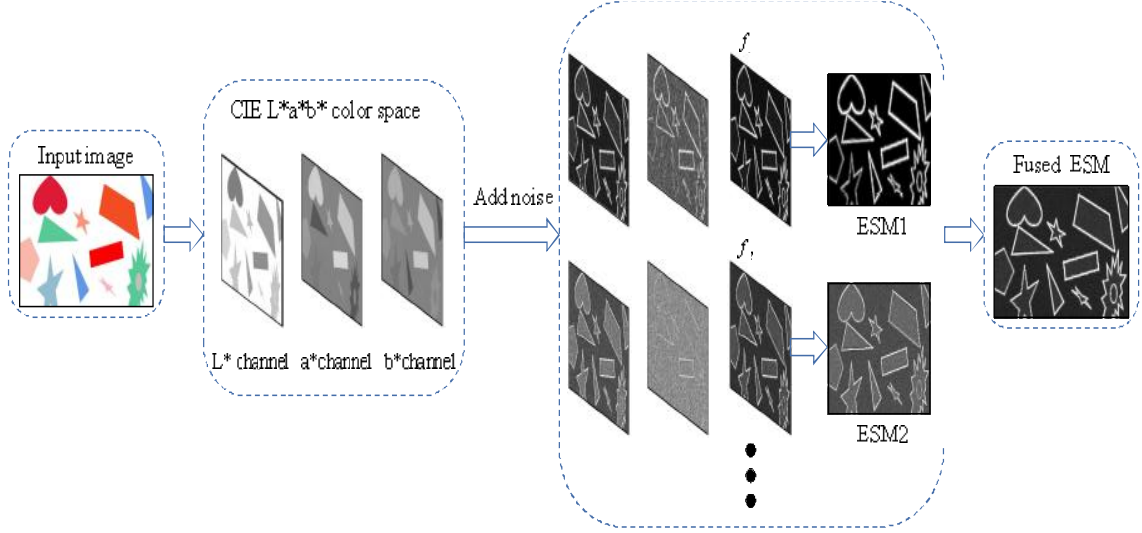 Input image
CIE L*a*b* color space
L* channel
a*channel
b*channel
Add noise
f
ESM1
f
ESM2
Fused ESM